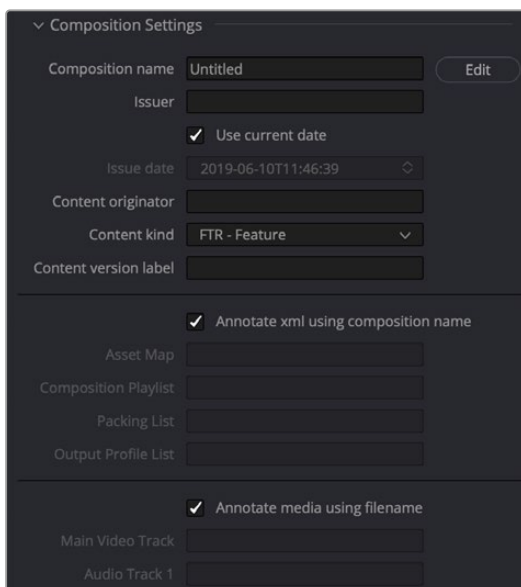 Composition Settings
Composition name Untitled Edit
Issuer
Use current date
Issue date 2019-06-10T11:46:39
Content originator
Content kind FTR - Feature
Content version label
Annotate xml using composition name
Asset Map
Composition Playlist
Packing List
Output Profile List
Annotate media using filename
Main Video Track
Audio Track 1